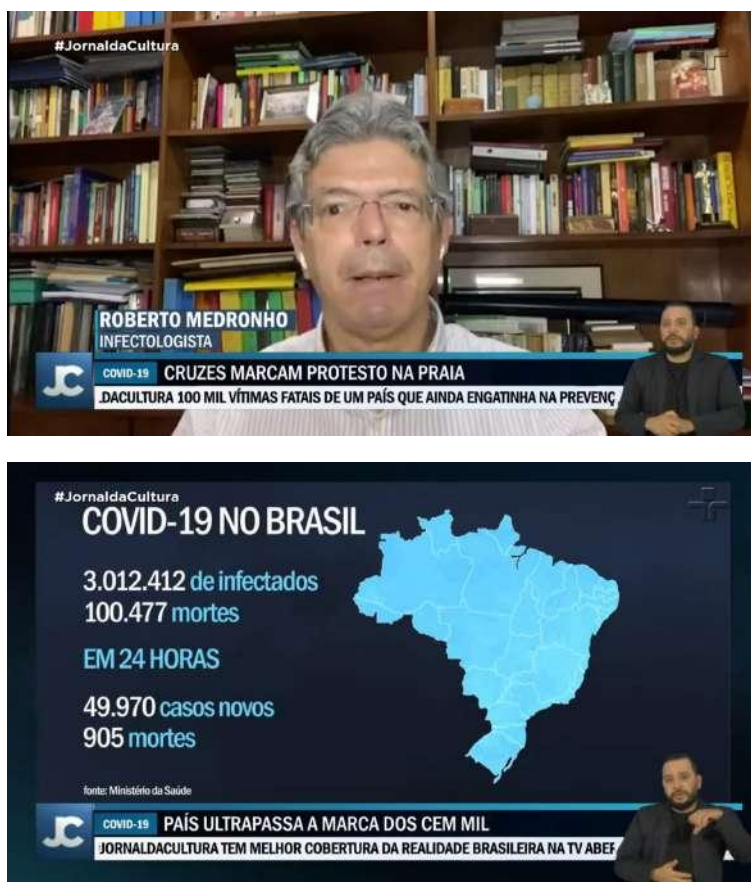 #JornaldaCultura
ROBERTO MEDRONHO
INFECTOLOGISTA
JC
COVID-19 CRUZES MARCAM PROTESTO NA PRAIA
.DACULTURA 100 MIL VÍTIMAS FATAIS DE UM PAÍS QUE AINDA ENGATINHA NA PREVENÇ
#JornaldaCultura
COVID-19 NO BRASIL
3.012.412 de infectados
100.477 mortes
EM 24 HORAS
49.970 casos novos
905 mortes
fonte: Ministério da Saúde
JC
COVID-19 PAÍS ULTRAPASSA A MARCA DOS CEM MIL
JORNALDACULTURA TEM MELHOR COBERTURA DA REALIDADE BRASILEIRA NA TV ABER